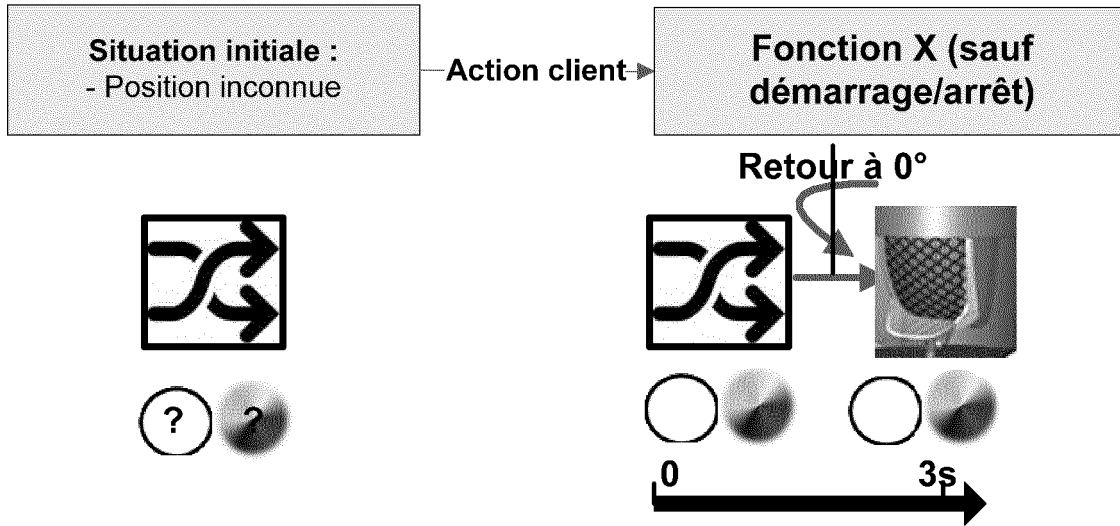 Situation initiale :
- Position inconnue
Action client
Fonction X (sauf
démarrage/arrêt)
Retour à 0°
? ?
0 3s